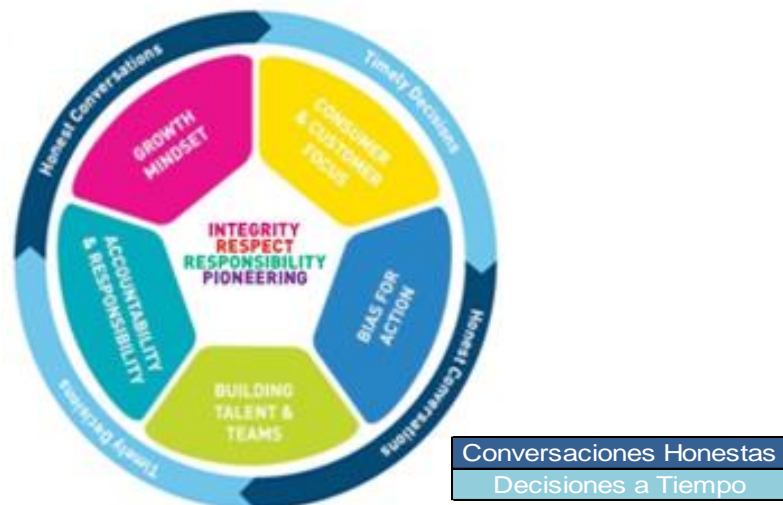 Honest Conversations
Timely Decisions
GROWTH
MINDSET
CONSUMER
& CUSTOMER
FOCUS
INTEGRITY
RESPECT
RESPONSIBILITY
PIONEERING
ACCOUNTABILITY
& RESPONSIBILITY
BIAS FOR
ACTION
BUILDING
TALENT &
TEAMS
Timely Decisions
Honest Conversations
Conversaciones Honestas
Decisiones a Tiempo